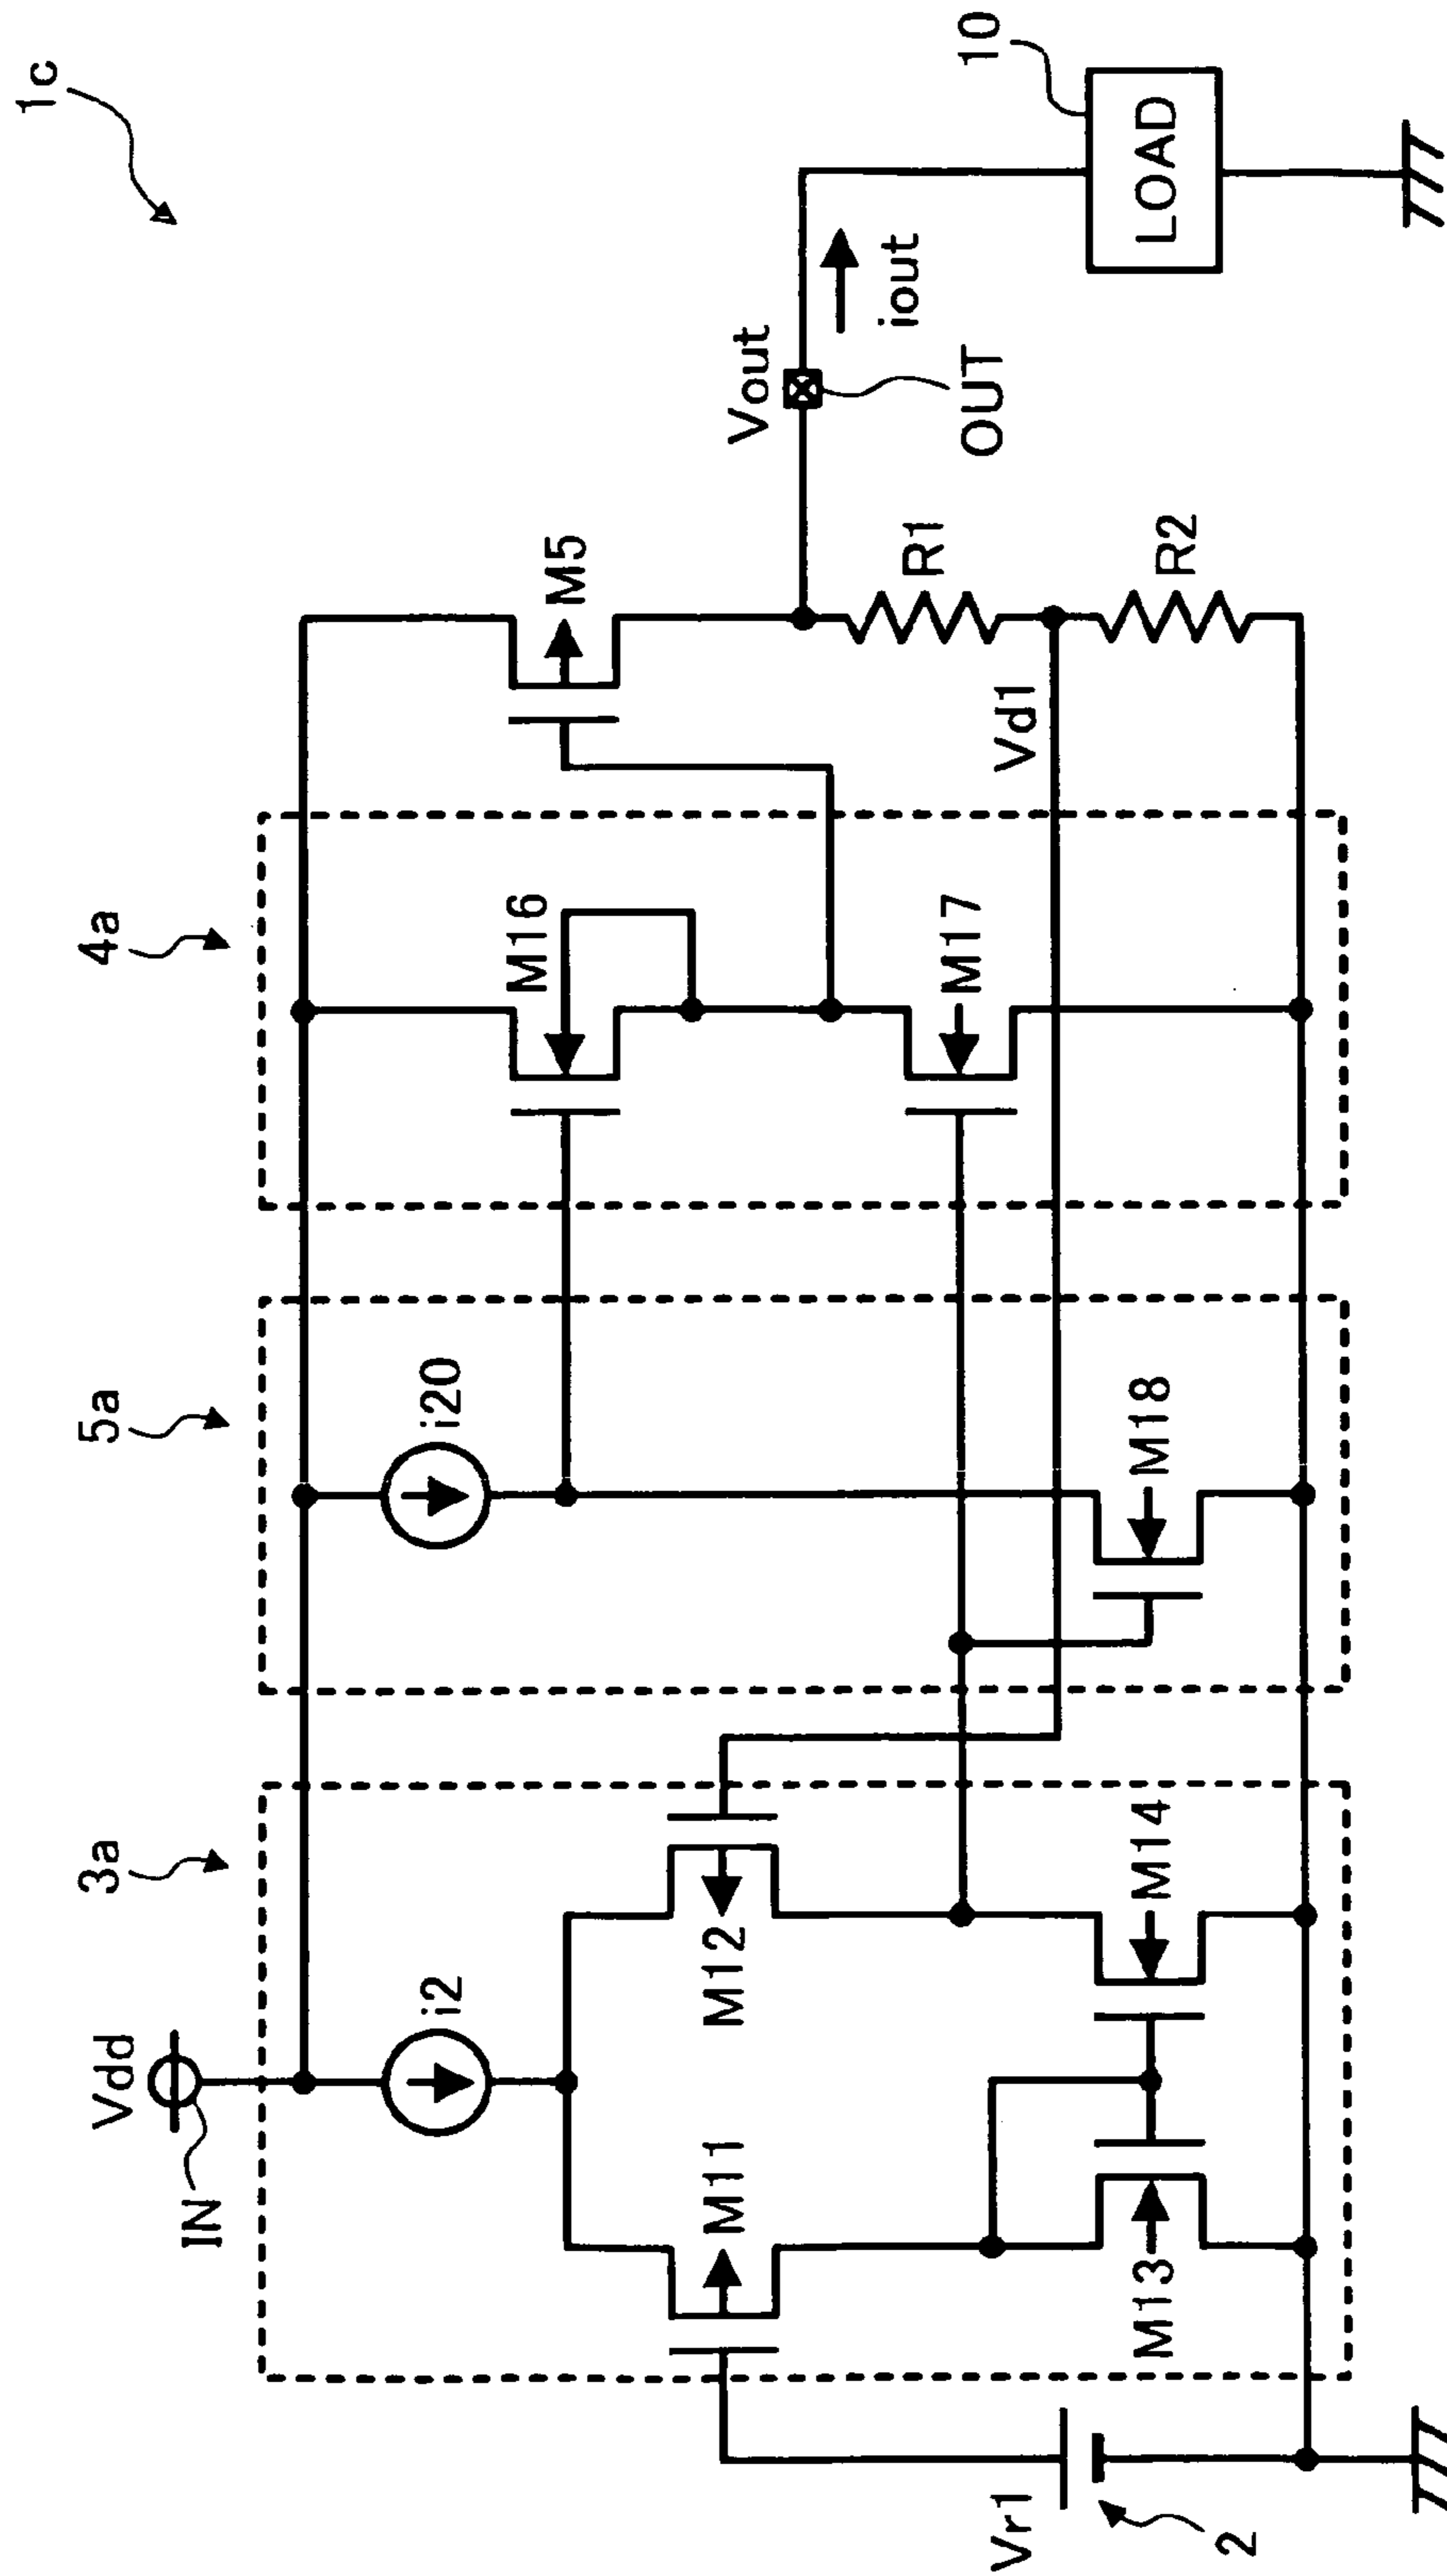 1c
Vdd
IN
3a
5a
4a
i2
i20
M16
M5
Vout
iout
OUT
10
LOAD
M11
M12
M17
R1
Vd1
R2
M13
M14
M18
Vr1
2